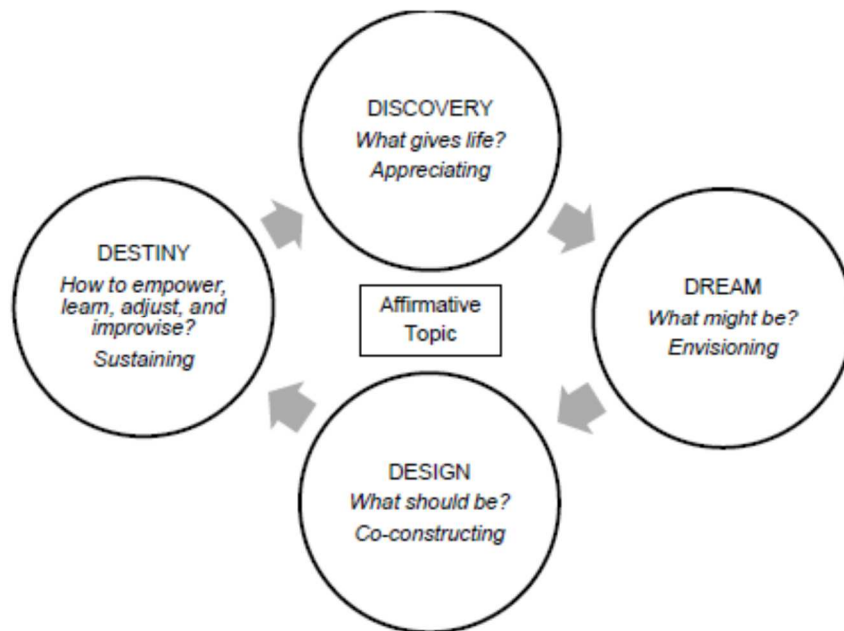 DISCOVERY
What gives life?
Appreciating
DESTINY
How to empower,
learn, adjust, and
improvise?
Sustaining
Affirmative
Topic
DREAM
What might be?
Envisioning
DESIGN
What should be?
Co-constructing